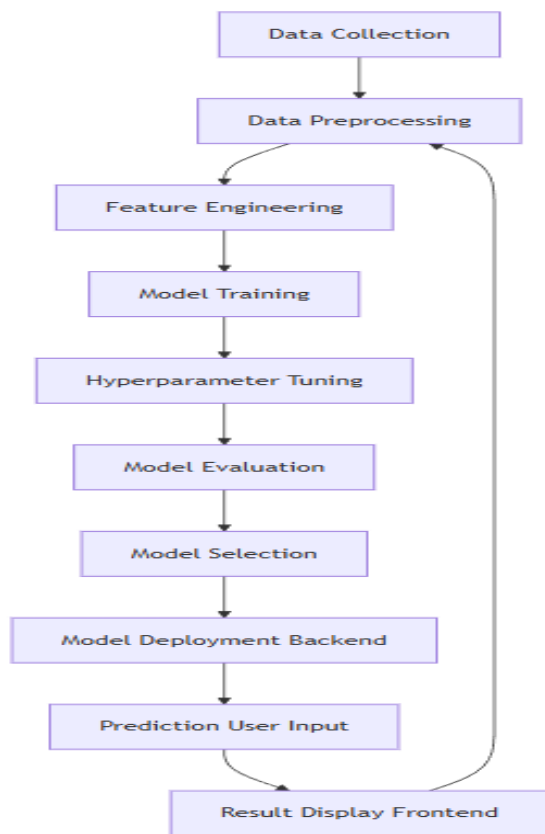 Data Collection
Data Preprocessing
Feature Engineering
Model Training
Hyperparameter Tuning
Model Evaluation
Model Selection
Model Deployment Backend
Prediction User Input
Result Display Frontend